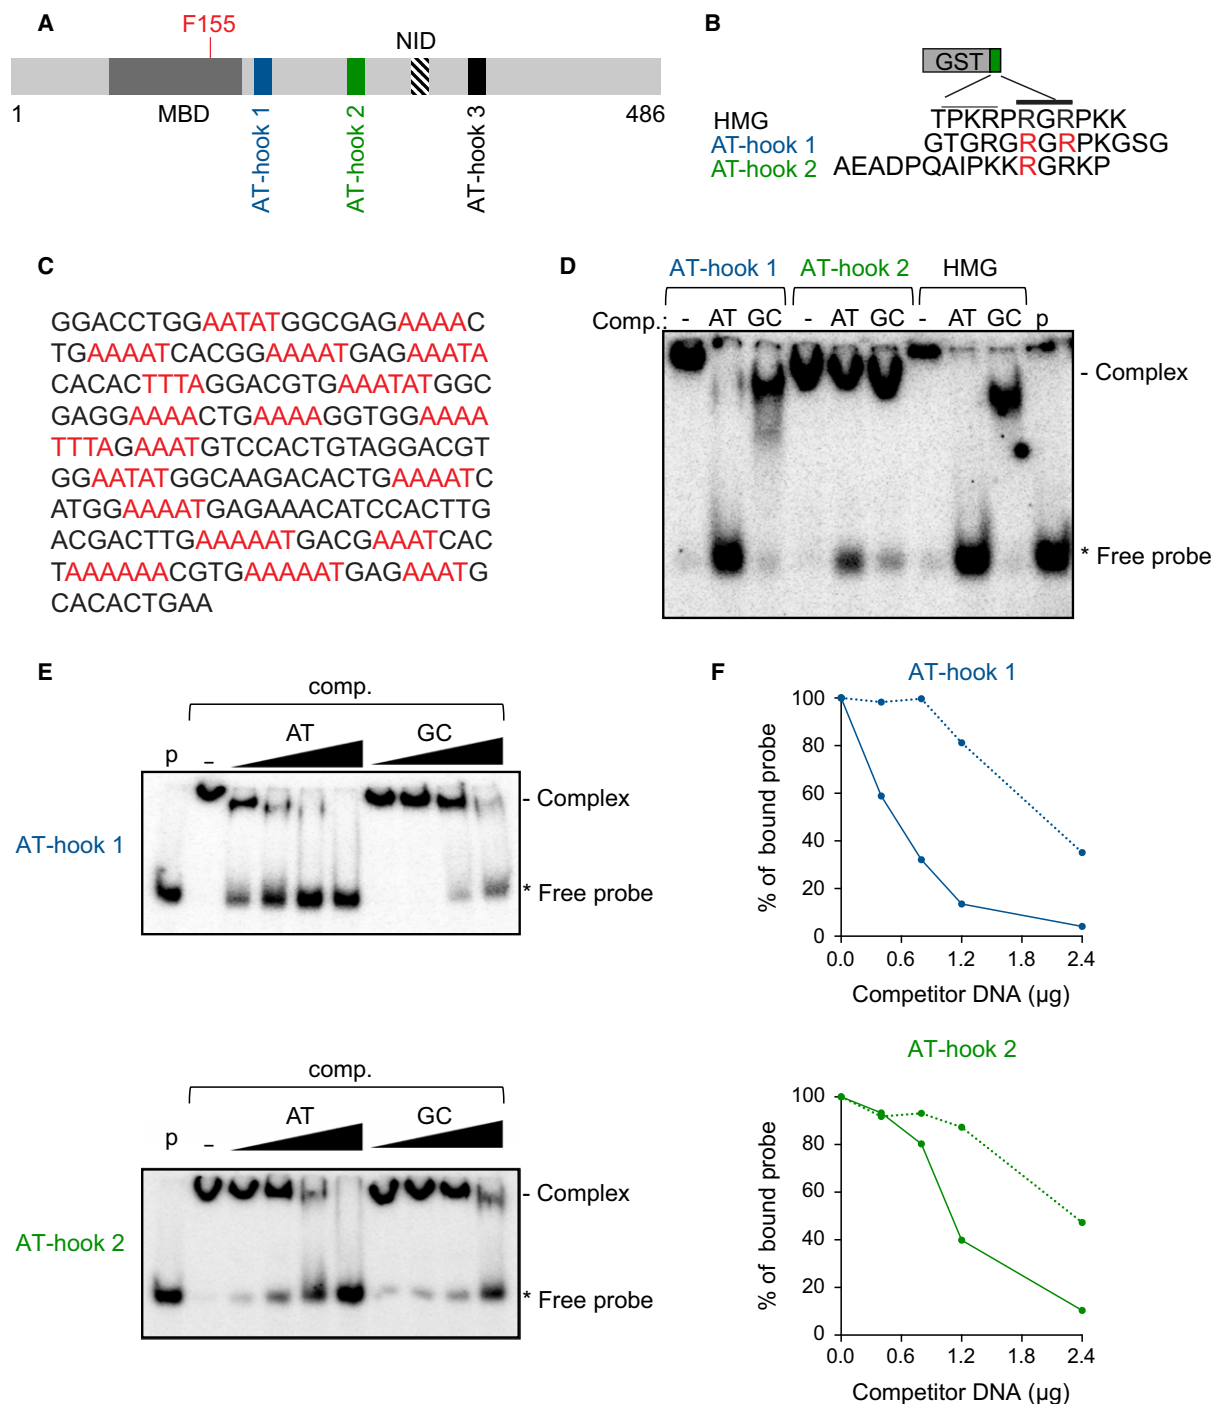 A
F155
NID
1
MBD
486
AT-hook 1
AT-hook 2
AT-hook 3
B
GST
HMG
TPKRPRGRPKK
AT-hook 1
GTGRGRGRPKGSG
AT-hook 2
AEADPQAIPKKRGRKP
C
GGACCTGGAATATGGCGAGAAAAC
TGAAAATCACGGAAAATGAGAAATA
CACACTTTAGGACGTGAAATATGGC
GAGGAAAACTGAAAAGGTGGAAAA
TTTAGAAATGTCCACTGTAGGACGT
GGAATATGGCAAGACACTGAAAATC
ATGGAAAATGAGAAACATCCACTTG
ACGACTTGAAAAATGACGAAATCAC
TAAAAAACGTGAAAAATGAGAAATG
CACACTGAA
D
AT-hook 1 AT-hook 2 HMG
Comp.: - AT GC - AT GC - AT GC p
- Complex
* Free probe
E
comp.
AT GC
p –
AT-hook 1
- Complex
* Free probe
comp.
AT GC
p –
AT-hook 2
- Complex
* Free probe
F
AT-hook 1
% of bound probe
100
80
60
40
20
0
0.0 0.6 1.2 1.8 2.4
Competitor DNA (µg)
AT-hook 2
% of bound probe
100
80
60
40
20
0
0.0 0.6 1.2 1.8 2.4
Competitor DNA (µg)